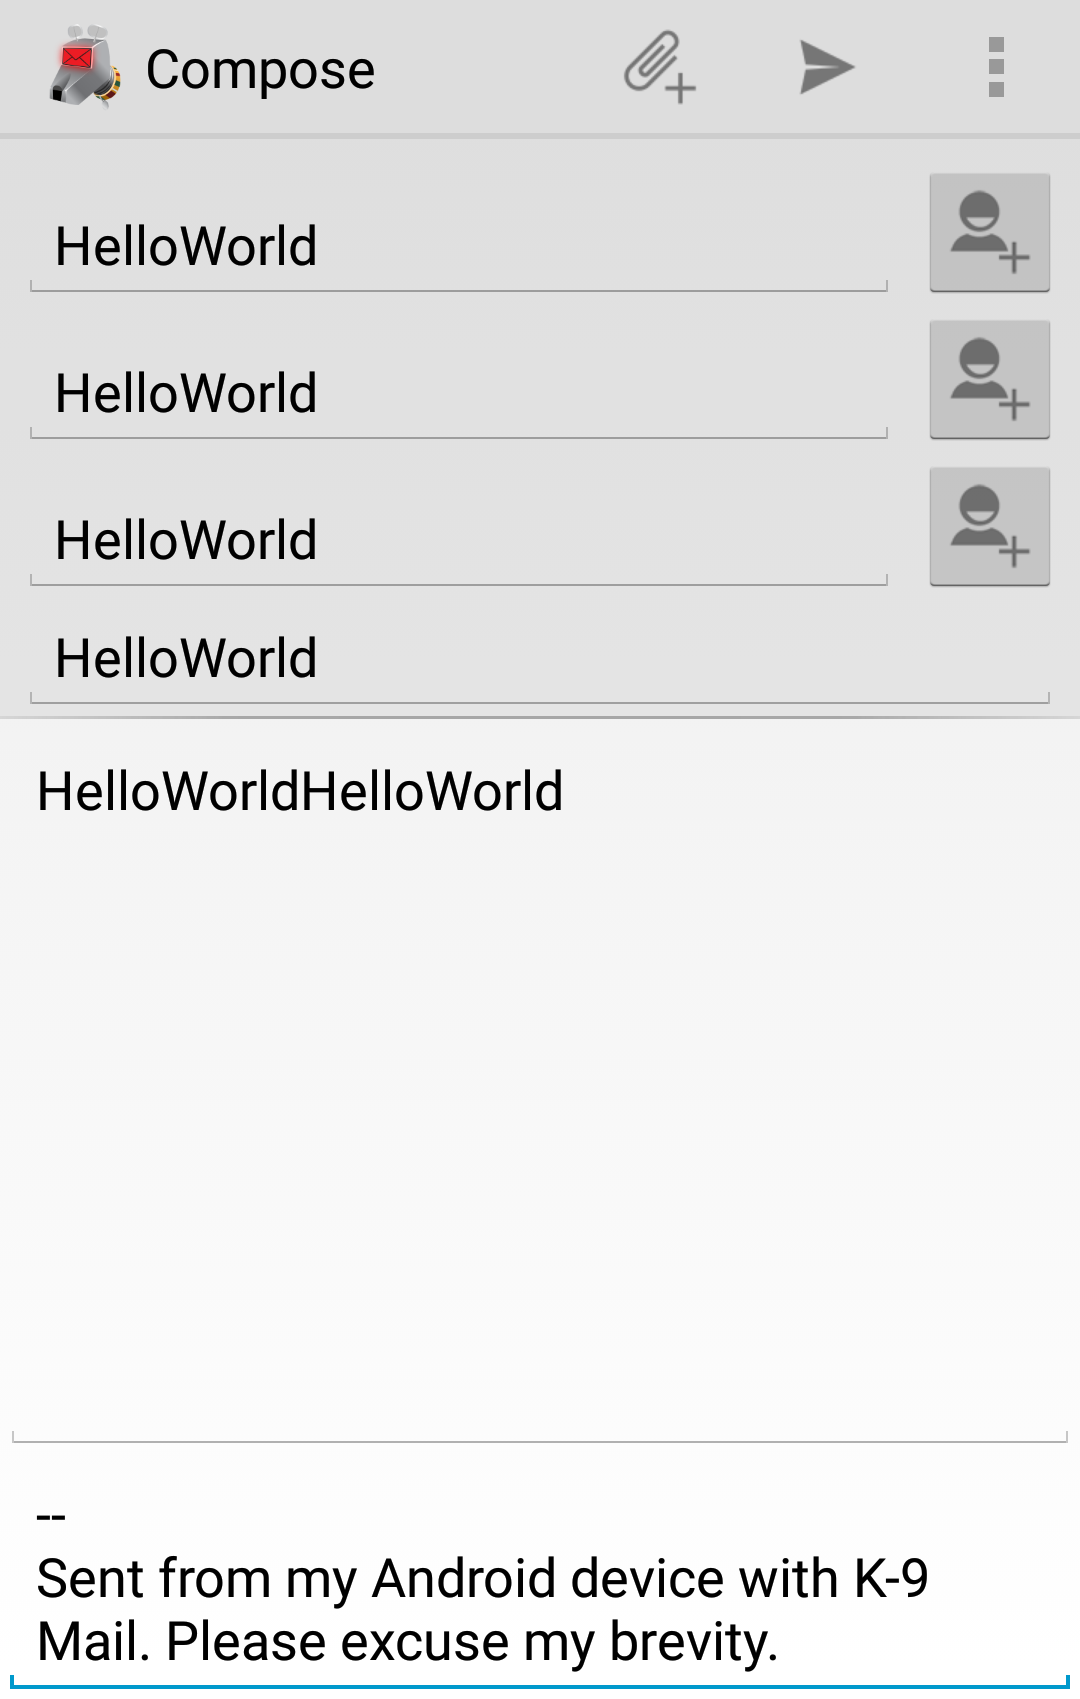 Compose
HelloWorld
HelloWorld
HelloWorld
HelloWorld
HelloWorldHelloWorld
--
Sent from my Android device with K-9
Mail. Please excuse my brevity.